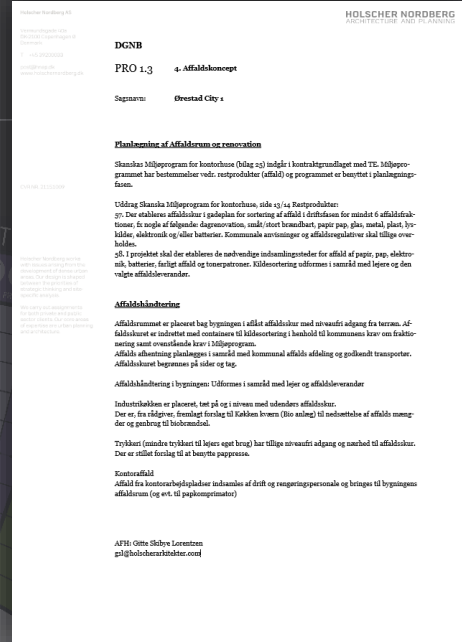 Holscher Nordberg AS
HOLSCHER NORDBERG
ARCHITECTURE AND PLANNING
Denmark
DGNB
PRO 1.3 4. Affaldskoncept
Sagsnavn: Ørestad City 1
Planlægning af Affaldsrum og renovation
Skanskas Miljøprogram for kontorhuse (bilag 25) indgår i kontraktgrundlaget med TE. Miljøpro-
grammet har bestemmelser vedr. restprodukter (affald) og programmet er benyttet i planlægnings-
fasen.
Uddrag Skanska Miljøprogram for kontorhuse, side 13/14 Restprodukter:
57. Der etableres affaldsskur i gadeplan for sortering af affald i driftsfasen for mindst 6 affaldsfrak-
tioner, fx nogle af følgende: dagrenovation, småt/stort brændbart, papir pap, glas, metal, plast, lys-
kilder, elektronik og/eller batterier. Kommunale anvisninger og affaldsregulativer skal tillige over-
holdes.
58. I projektet skal der etableres de nødvendige indsamlingssteder for affald af papir, pap, elektro-
nik, batterier, farligt affald og tonerpatroner. Kildesortering udformes i samråd med lejere og den
valgte affaldsleverandør.
Affaldshåndtering
Affaldsrummet er placeret bag bygningen i aflåst affaldsskur med niveaufri adgang fra terræn. Af-
faldsskuret er indrettet med containere til kildesortering i henhold til kommunens krav om fraktio-
nering samt ovenstående krav i Miljøprogram.
Affalds afhentning planlægges i samråd med kommunal affalds afdeling og godkendt transportør.
Affaldsskuret begrønnes på sider og tag.
Affaldshåndtering i bygningen: Udformes i samråd med lejer og affaldsleverandør
Industrikøkken er placeret, tæt på og i niveau med udendørs affaldsskur.
Der er, fra rådgiver, fremlagt forslag til Køkken kværn (Bio anlæg) til nedsættelse af affalds mæng-
der og genbrug til biobrændsel.
Trykkeri (mindre trykkeri til lejers eget brug) har tillige niveaufri adgang og nærhed til affaldsskur.
Der er stillet forslag til at benytte pappresse.
Kontoraffald
Affald fra kontorarbejdspladser indsamles af drift og rengøringspersonale og bringes til bygningens
affaldsrum (og evt. til papkomprimator)
AFH: Gitte Skibye Lorentzen
gsl@holscherarkitekter.com